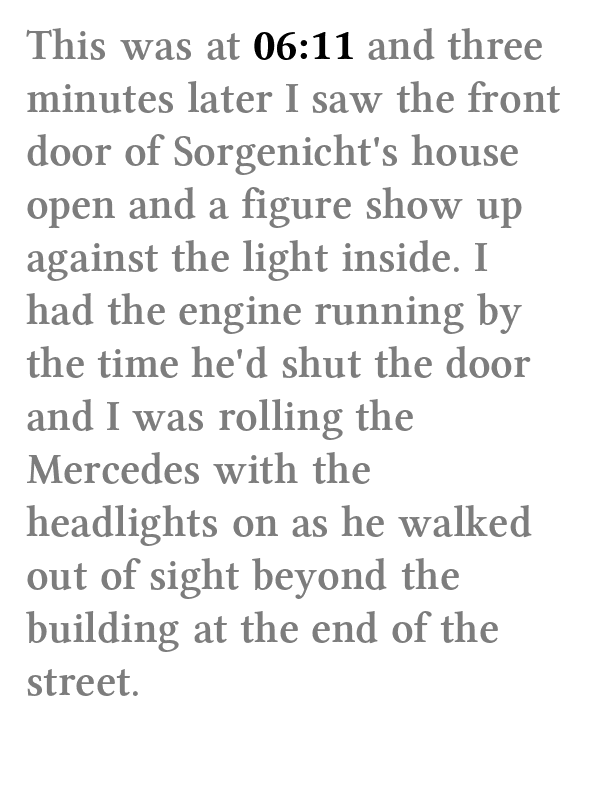 This was at 06:11 and three
minutes later I saw the front
door of Sorgenicht's house
open and a figure show up
against the light inside. I
had the engine running by
the time he'd shut the door
and I was rolling the
Mercedes with the
headlights on as he walked
out of sight beyond the
building at the end of the
street.